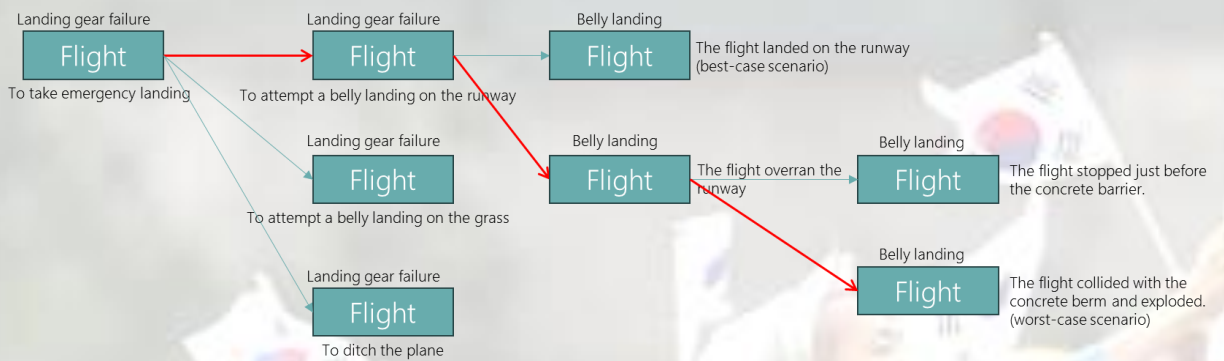 Landing gear failure
Flight
To take emergency landing
Landing gear failure
Flight
To attempt a belly landing on the runway
Belly landing
Flight
The flight landed on the runway
(best-case scenario)
Landing gear failure
Flight
To attempt a belly landing on the grass
Belly landing
Flight
The flight overran the
runway
Belly landing
Flight
The flight stopped just before
the concrete barrier.
Landing gear failure
Flight
To ditch the plane
Belly landing
Flight
The flight collided with the
concrete berm and exploded.
(worst-case scenario)